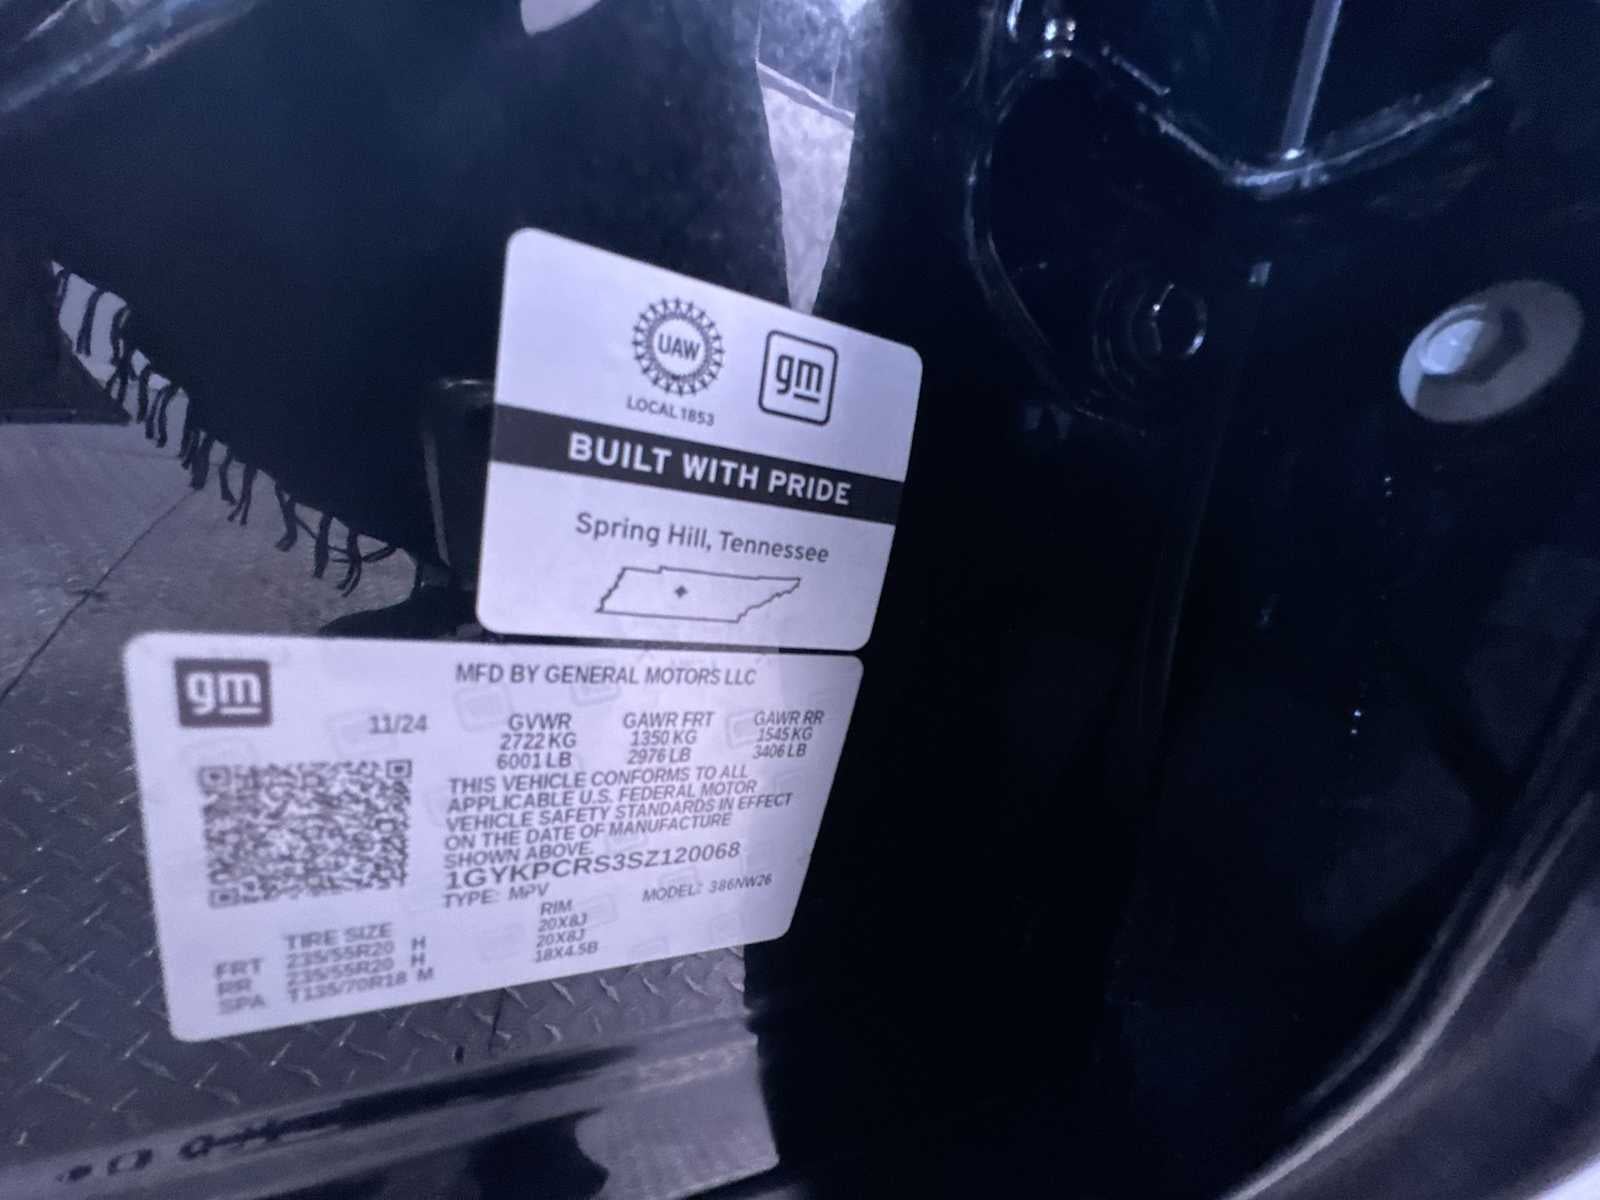 UAW
LOCAL 1853
gm
BUILT WITH PRIDE
Spring Hill, Tennessee
gm
MFD BY GENERAL MOTORS LLC
11/24
GVWR GAWR FRT GAWR RR
2722 KG 1350 KG 1545 KG
6001 LB 2976 LB 3406 LB
THIS VEHICLE CONFORMS TO ALL
APPLICABLE U.S. FEDERAL MOTOR
VEHICLE SAFETY STANDARDS IN EFFECT
ON THE DATE OF MANUFACTURE
SHOWN ABOVE.
1GYKPCRS3SZ120068
TYPE: MPV MODEL: 386NW26
TIRE SIZE RIM
FRT 235/55R20 H 20X8J
RR 235/55R20 H 20X8J
SPA T135/70R18 M 18X4.5B